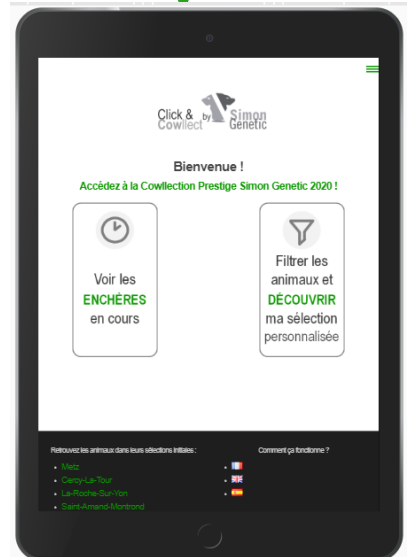 Click & Cowllect by Simon Genetic
Bienvenue !
Accédez à la Cowllection Prestige Simon Genetic 2020 !
Voir les
ENCHÈRES
en cours
Filtrer les
animaux et
DÉCOUVRIR
ma sélection
personnalisée
Retrouvez les animaux dans leurs sélections initiales :
Metz
Cercy-La-Tour
La-Roche-Sur-Yon
Saint-Amand-Montrond
Comment ça fonctionne ?